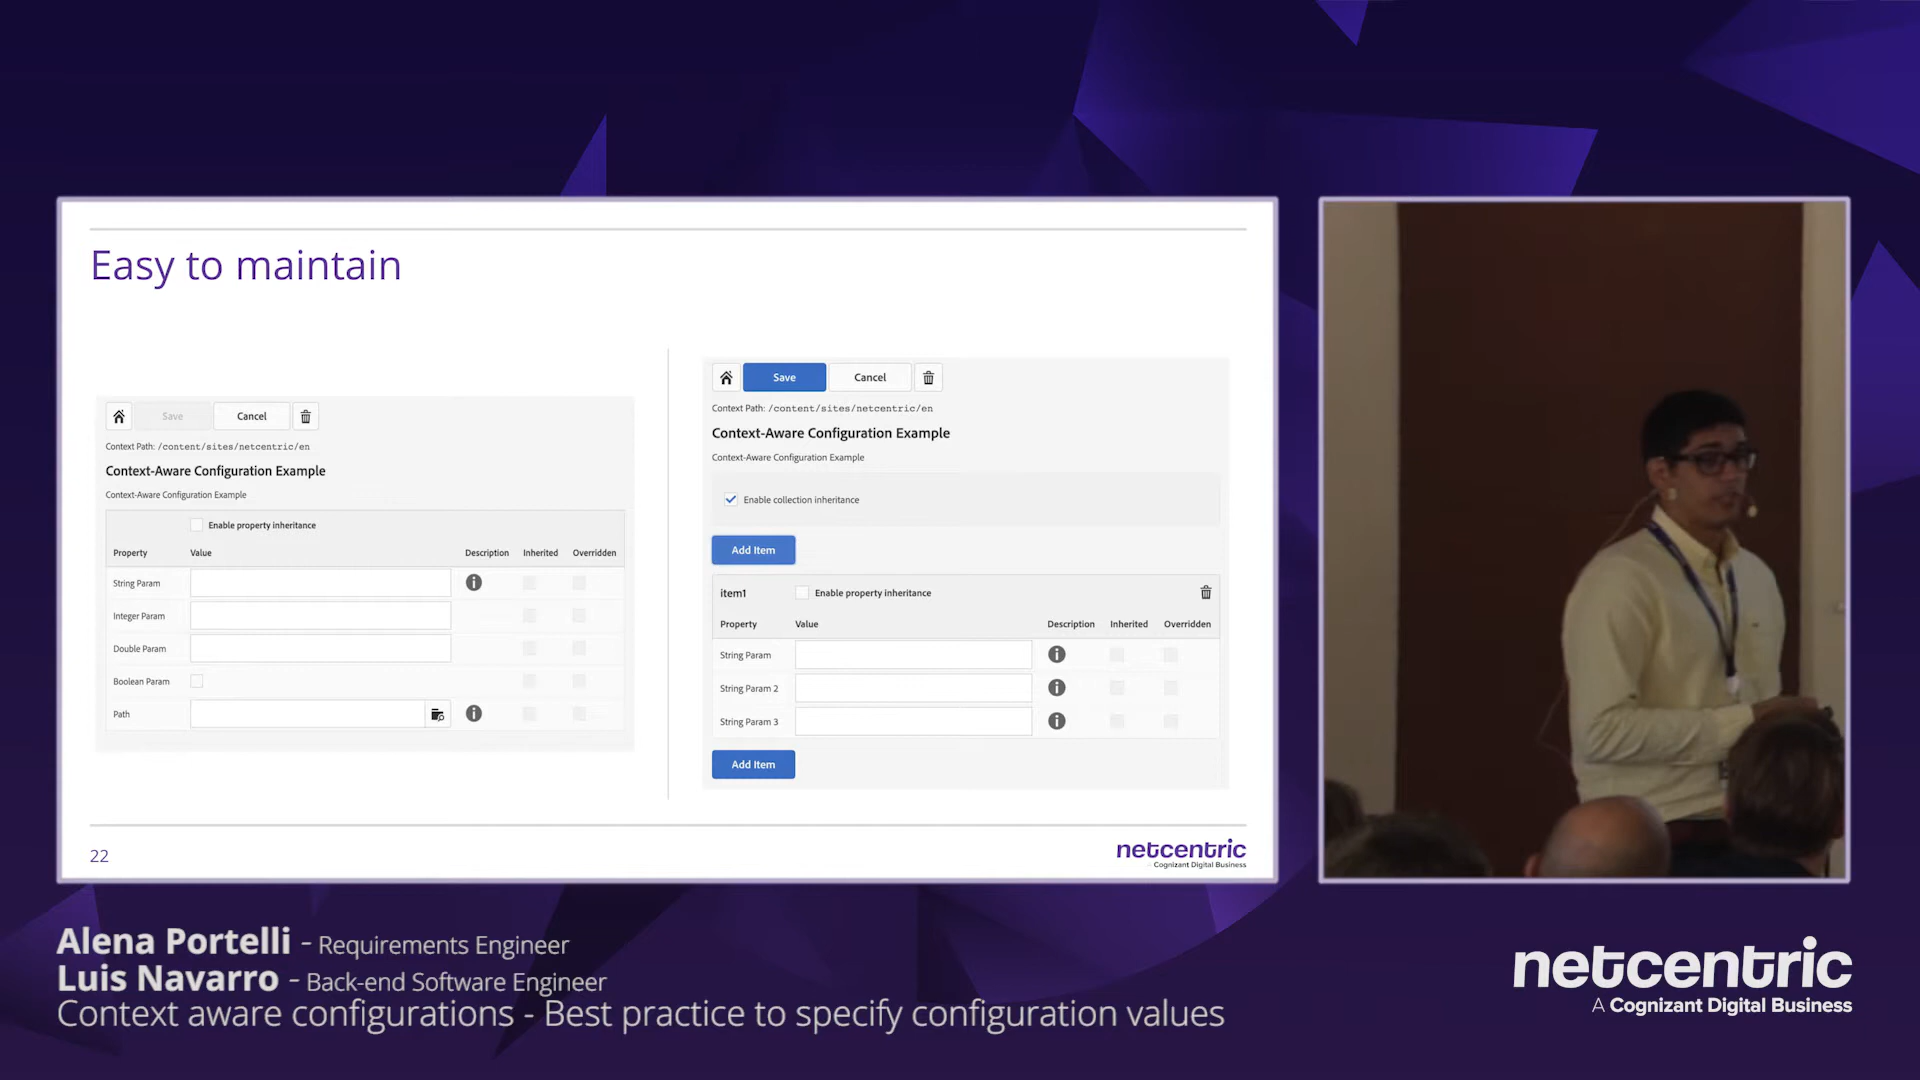 Easy to maintain
Save Cancel
Context Path: /content/sites/netcentric/en
Context-Aware Configuration Example
Context-Aware Configuration Example
Enable property inheritance
Property Value Description Inherited Overridden
String Param
Integer Param
Double Param
Boolean Param
Path
Save Cancel
Context Path: /content/sites/netcentric/en
Context-Aware Configuration Example
Context-Aware Configuration Example
Enable collection inheritance
Add Item
item1 Enable property inheritance
Property Value Description Inherited Overridden
String Param
String Param 2
String Param 3
Add Item
22
netcentric
Cognizant Digital Business
Alena Portelli - Requirements Engineer
Luis Navarro - Back-end Software Engineer
Context aware configurations - Best practice to specify configuration values
netcentric
A Cognizant Digital Business